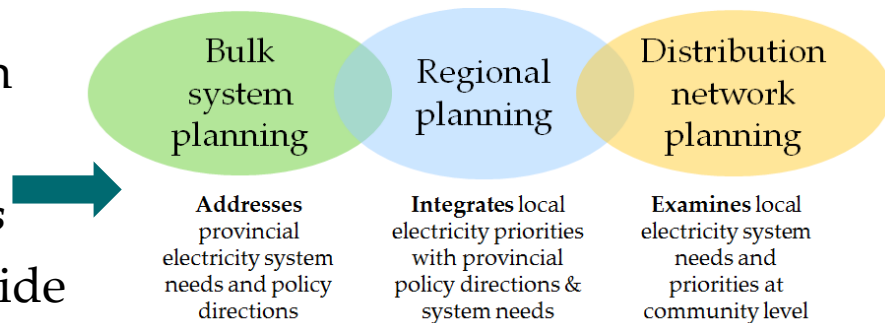 Bulk
system
planning
Regional
planning
Distribution
network
planning
Addresses
provincial
electricity system
needs and policy
directions
Integrates local
electricity priorities
with provincial
policy directions &
system needs
Examines local
electricity system
needs and
priorities at
community level